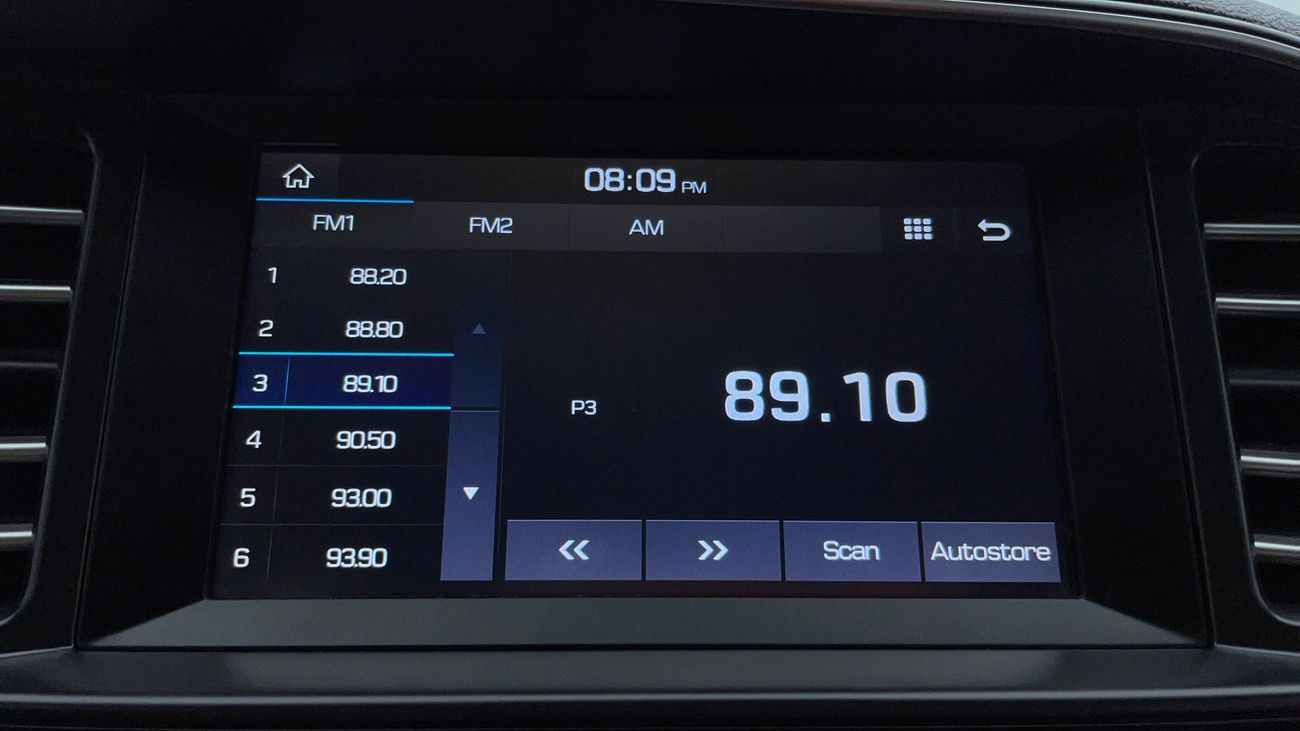 08:09 PM
FM1 FM2 AM
1 88.20
2 88.80
3 89.10
4 90.50
5 93.00
6 93.90
P3 89.10
Scan Autostore